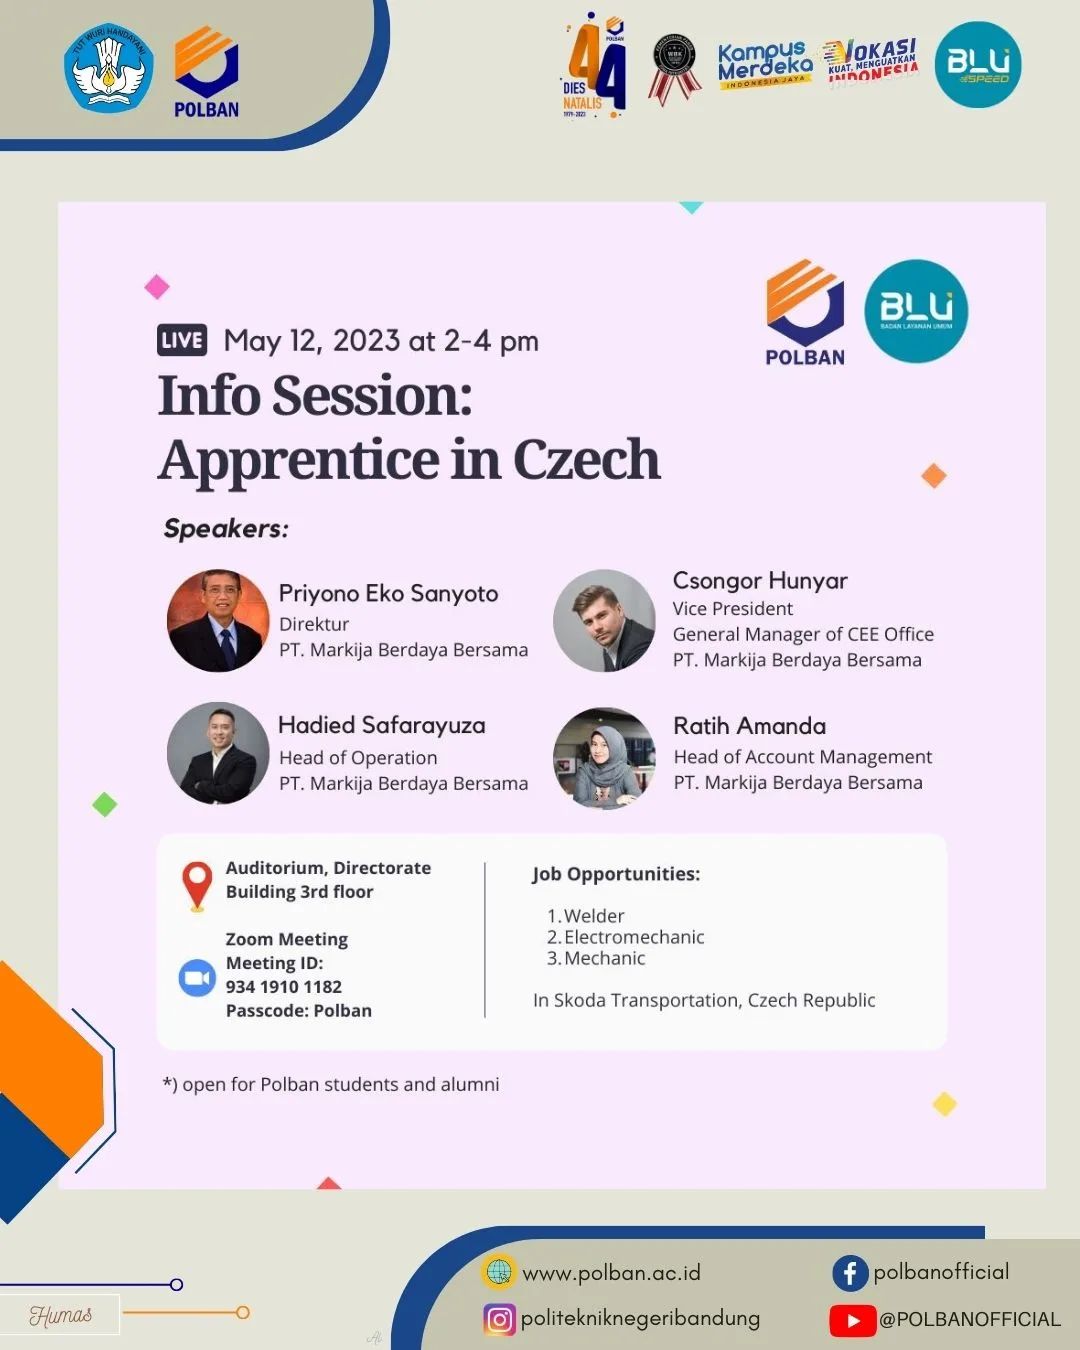 TUT WURI HANDAYANI
POLBAN
44
POLBAN
DIES
NATALIS
1979-2023
WBK
Kampus
Merdeka
INDONESIA JAYA
VOKASI
KUAT, MENGUATKAN
INDONESIA
BLU
SPEED
LIVE May 12, 2023 at 2-4 pm
POLBAN
BLU
BADAN LAYANAN UMUM
Info Session:
Apprentice in Czech
Speakers:
Priyono Eko Sanyoto
Direktur
PT. Markija Berdaya Bersama
Csongor Hunyar
Vice President
General Manager of CEE Office
PT. Markija Berdaya Bersama
Hadied Safarayuza
Head of Operation
PT. Markija Berdaya Bersama
Ratih Amanda
Head of Account Management
PT. Markija Berdaya Bersama
Auditorium, Directorate
Building 3rd floor
Zoom Meeting
Meeting ID:
934 1910 1182
Passcode: Polban
Job Opportunities:
1. Welder
2. Electromechanic
3. Mechanic
In Skoda Transportation, Czech Republic
*) open for Polban students and alumni
Humas
www.polban.ac.id
polbanofficial
politekniknegeribandung
@POLBANOFFICIAL